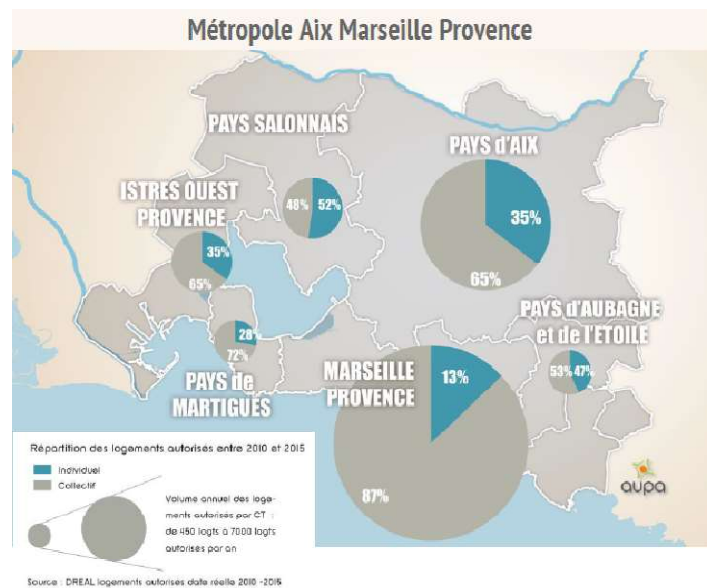 Métropole Aix Marseille Provence
PAYS SALONNAIS
48% 52%
PAYS d'AIX
35%
65%
ISTRES OUEST
PROVENCE
35%
65%
PAYS d'AUBAGNE
et de l'ETOILE
53% 47%
28%
72%
PAYS de
MARTIGUES
MARSEILLE
PROVENCE
13%
87%
aupa
Répartition des logements autorisés entre 2010 et 2015
Individuel
Collectif
Volume annuel des loge-
ments autorisés par CT :
de 450 logts à 7000 logts
autorisés par an
Source : DREAL logements autorisés date réelle 2010 -2015